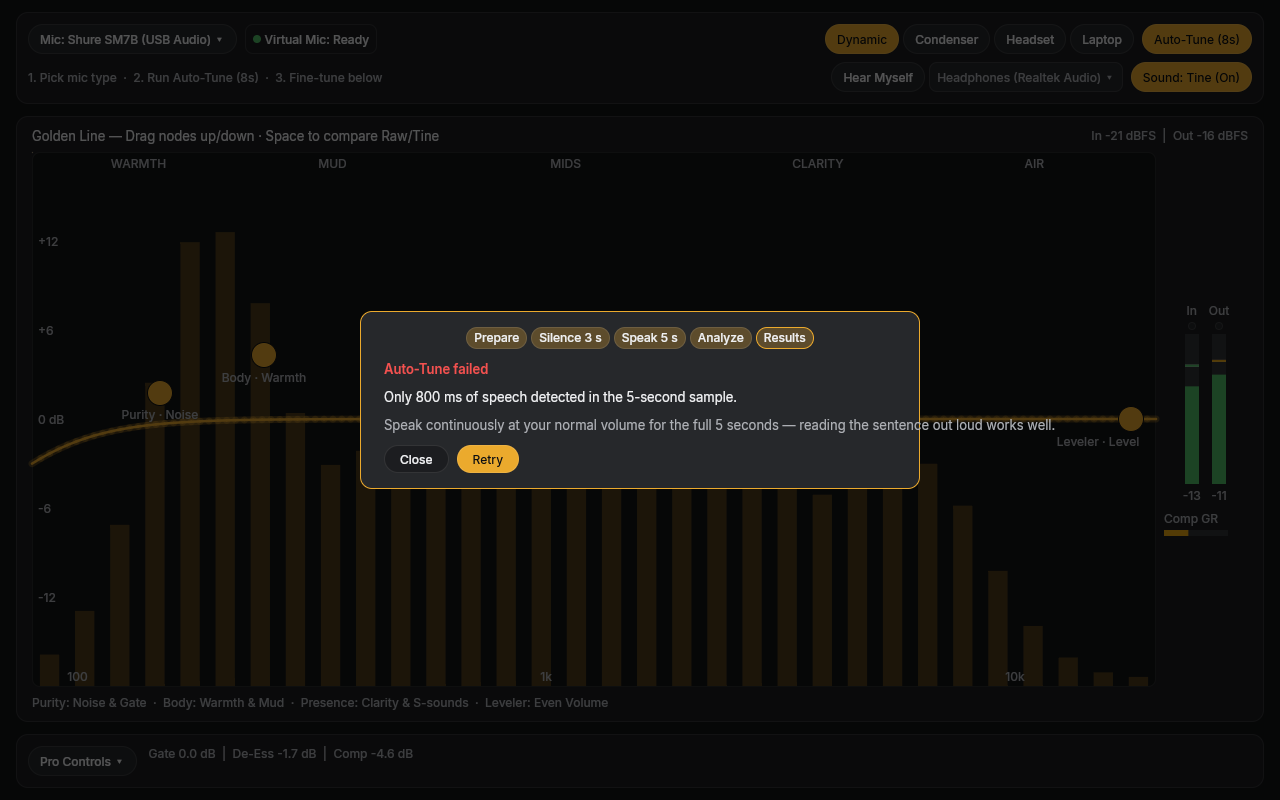 Mic: Shure SM7B (USB Audio) ▾
Virtual Mic: Ready
Dynamic
Condenser
Headset
Laptop
Auto-Tune (8s)
1. Pick mic type · 2. Run Auto-Tune (8s) · 3. Fine-tune below
Hear Myself
Headphones (Realtek Audio) ▾
Sound: Tine (On)
Golden Line — Drag nodes up/down · Space to compare Raw/Tine
In -21 dBFS | Out -16 dBFS
WARMTH
MUD
MIDS
CLARITY
AIR
+12
+6
0 dB
-6
-12
Purity · Noise
Body · Warmth
Leveler · Level
100
1k
10k
In
Out
-13
-11
Comp GR
Prepare
Silence 3 s
Speak 5 s
Analyze
Results
Auto-Tune failed
Only 800 ms of speech detected in the 5-second sample.
Speak continuously at your normal volume for the full 5 seconds — reading the sentence out loud works well.
Close
Retry
Purity: Noise & Gate · Body: Warmth & Mud · Presence: Clarity & S-sounds · Leveler: Even Volume
Pro Controls ▾
Gate 0.0 dB | De-Ess -1.7 dB | Comp -4.6 dB